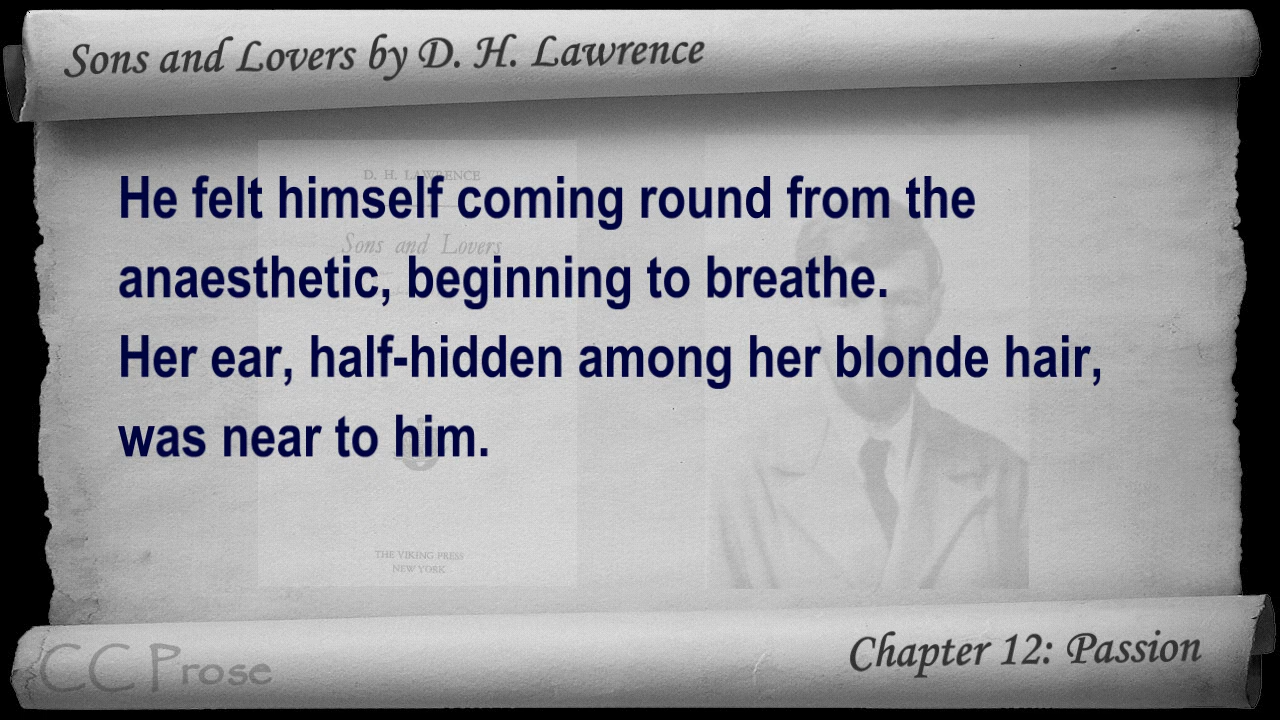 Sons and Lovers by D. H. Lawrence
D. H. LAWRENCE
He felt himself coming round from the
Sons and Lovers
anaesthetic, beginning to breathe.
Her ear, half-hidden among her blonde hair,
was near to him.
THE VIKING PRESS
NEW YORK
CC Prose
Chapter 12: Passion